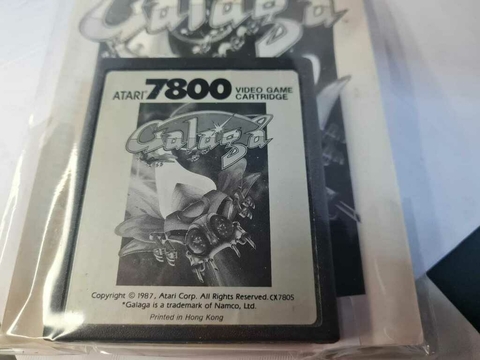 Galaga
ATARI 7800 VIDEO GAME
CARTRIDGE
Galaga
Copyright © 1987, Atari Corp. All Rights Reserved. CX7805
*Galaga is a trademark of Namco, Ltd.
Printed in Hong Kong